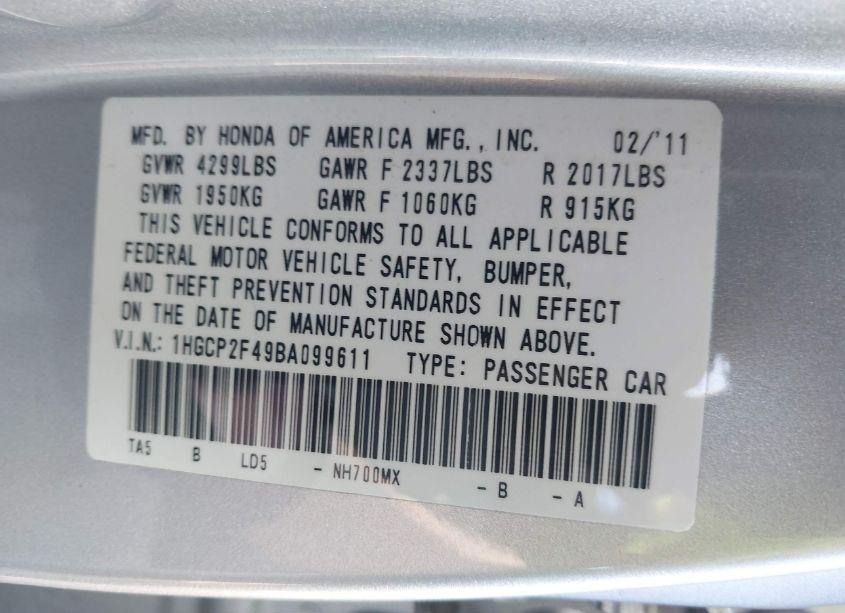 MFD. BY HONDA OF AMERICA MFG., INC. 02/'11
GVWR 4299LBS GAWR F 2337LBS R 2017LBS
GVWR 1950KG GAWR F 1060KG R 915KG
THIS VEHICLE CONFORMS TO ALL APPLICABLE
FEDERAL MOTOR VEHICLE SAFETY, BUMPER,
AND THEFT PREVENTION STANDARDS IN EFFECT
ON THE DATE OF MANUFACTURE SHOWN ABOVE.
V.I.N.: 1HGCP2F49BA099611 TYPE: PASSENGER CAR
TA5 B LD5 - NH700MX - B - A